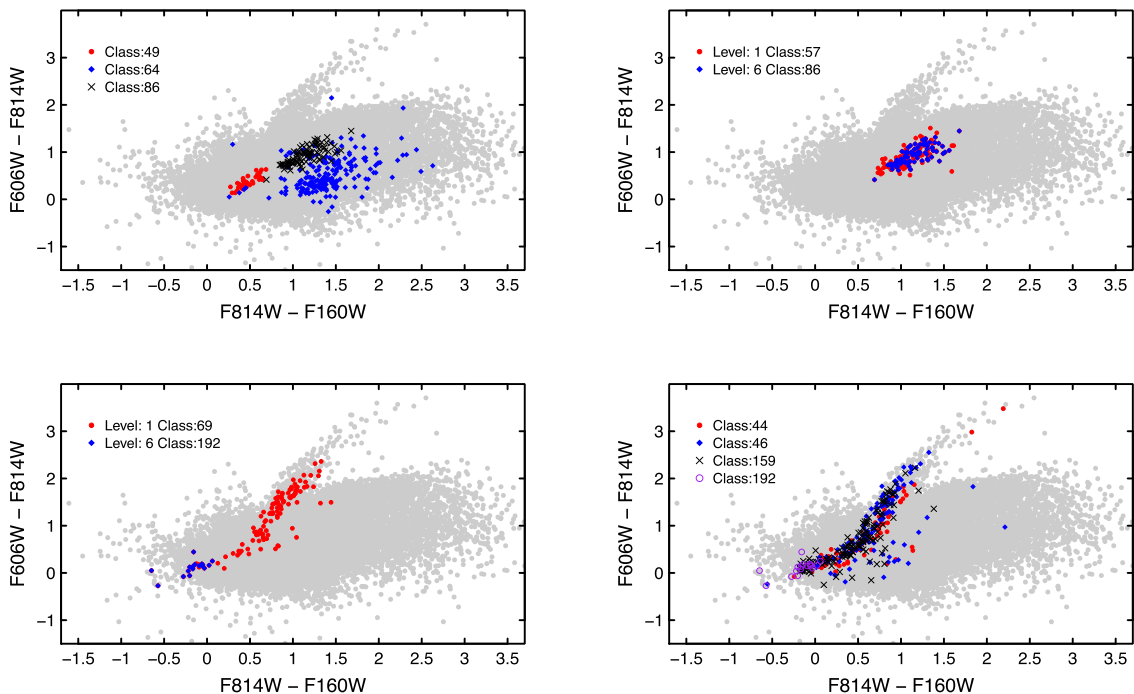 Class:49
Class:64
Class:86
F606W − F814W
3
2
1
0
−1
−1.5 −1 −0.5 0 0.5 1 1.5 2 2.5 3 3.5
F814W − F160W
Level: 1 Class:57
Level: 6 Class:86
F606W − F814W
3
2
1
0
−1
−1.5 −1 −0.5 0 0.5 1 1.5 2 2.5 3 3.5
F814W − F160W
Level: 1 Class:69
Level: 6 Class:192
F606W − F814W
3
2
1
0
−1
−1.5 −1 −0.5 0 0.5 1 1.5 2 2.5 3 3.5
F814W − F160W
Class:44
Class:46
Class:159
Class:192
F606W − F814W
3
2
1
0
−1
−1.5 −1 −0.5 0 0.5 1 1.5 2 2.5 3 3.5
F814W − F160W